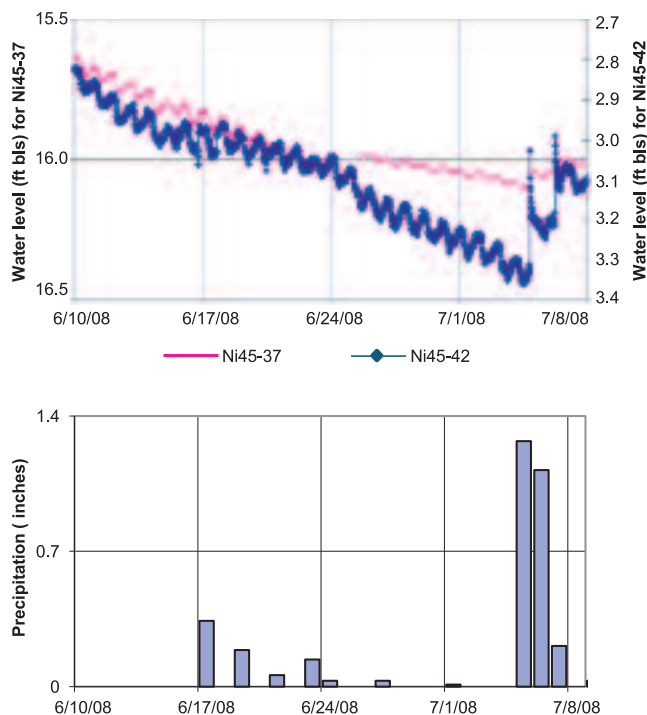 Water level (ft bls) for Ni45-37
15.5
16.0
16.5
2.7
2.8
2.9
3.0
3.1
3.2
3.3
3.4
Water level (ft bls) for Ni45-42
6/10/08 6/17/08 6/24/08 7/1/08 7/8/08
Ni45-37 Ni45-42
Precipitation ( inches)
1.4
0.7
0
6/10/08 6/17/08 6/24/08 7/1/08 7/8/08